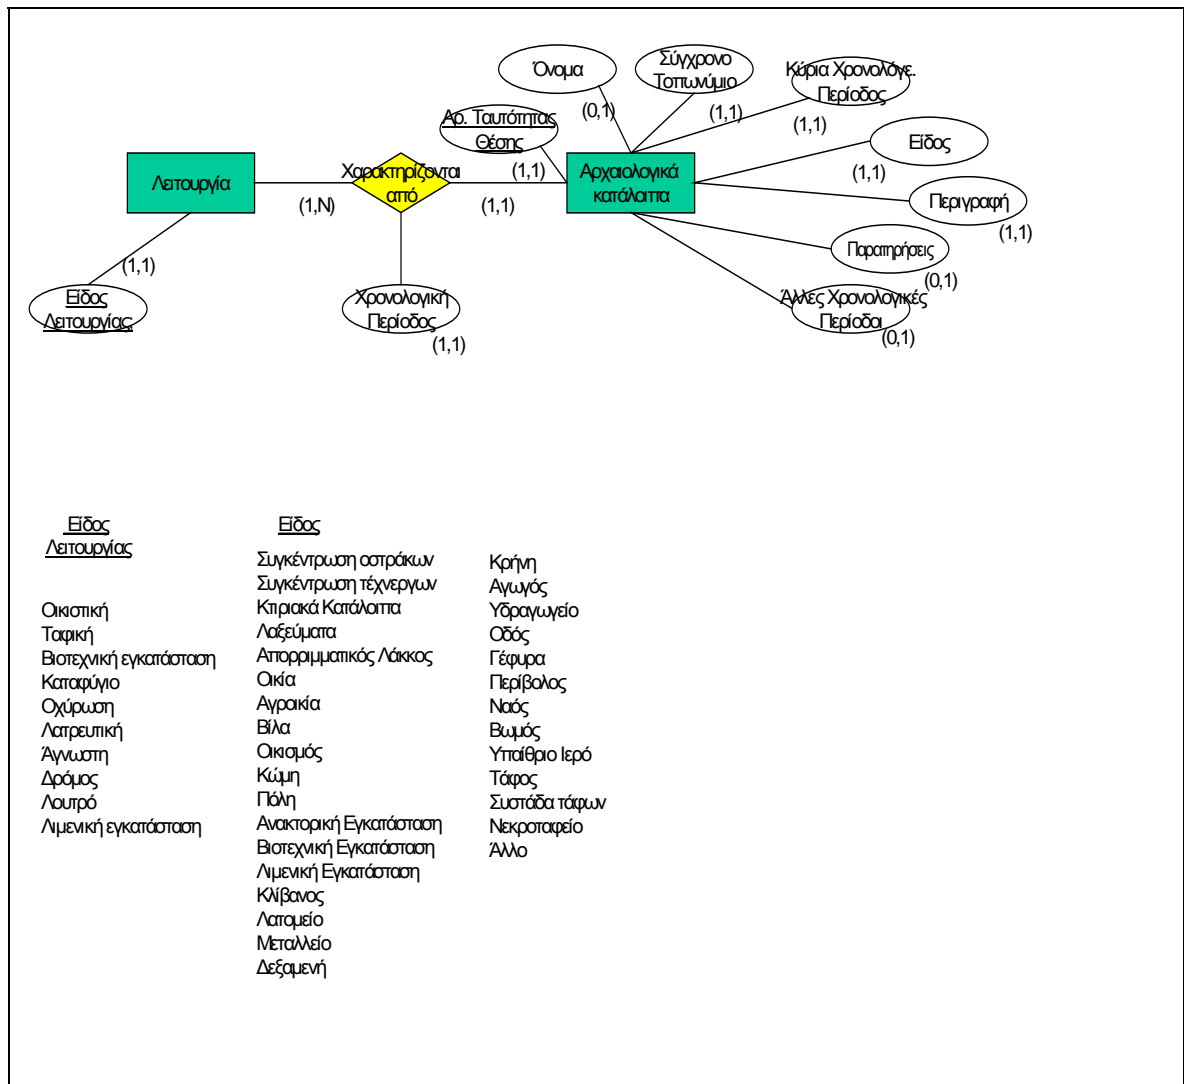 Όνομα
Σύγχρονο
Τοπωνύμιο
Κύρια Χρονολόγε.
Περίοδος
(0,1)
(1,1)
(1,1)
Αρ. Ταυτότητας
Θέσης
(1,1)
Είδος
(1,1)
Λειτουργία
(1,N)
Χαρακτηρίζονται
από
(1,1)
Αρχαιολογικά
κατάλοιπα
Περιγραφή
(1,1)
Παρατηρήσεις
(0,1)
(1,1)
Είδος
Λειτουργίας.
Χρονολογική
Περίοδος
(1,1)
Άλλες Χρονολογικές
Περίοδοι
(0,1)
Είδος
Λειτουργίας
Οικιστική
Ταφική
Βιοτεχνική εγκατάσταση
Καταφύγιο
Οχύρωση
Λατρευτική
Άγνωστη
Δρόμος
Λουτρό
Λιμενική εγκατάσταση
Είδος
Συγκέντρωση οστράκων
Συγκέντρωση τέχνεργων
Κτιριακά Κατάλοιπα
Λαξεύματα
Απορριμματικός Λάκκος
Οικία
Αγροικία
Βίλα
Οικισμός
Κώμη
Πόλη
Ανακτορική Εγκατάσταση
Βιοτεχνική Εγκατάσταση
Λιμενική Εγκατάσταση
Κλίβανος
Λατομείο
Μεταλλείο
Δεξαμενή
Κρήνη
Αγωγός
Υδραγωγείο
Οδός
Γέφυρα
Περίβολος
Ναός
Βωμός
Υπαίθριο Ιερό
Τάφος
Συστάδα τάφων
Νεκροταφείο
Άλλο